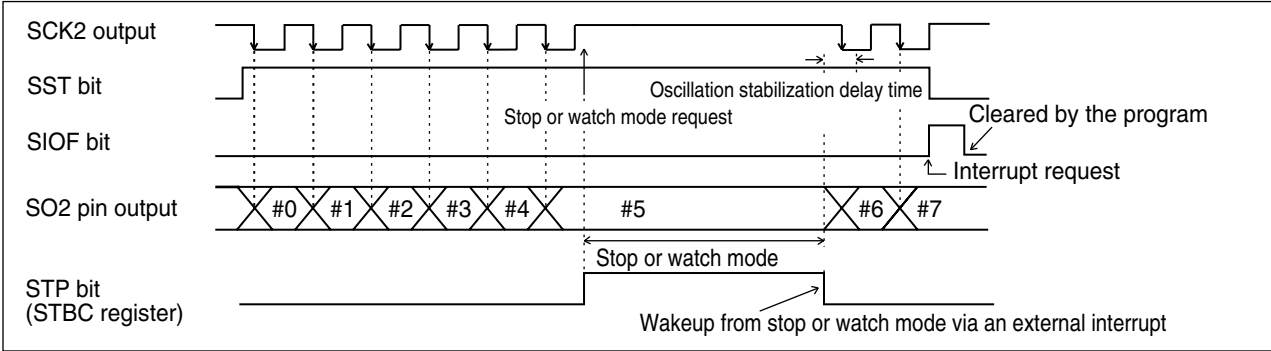 SCK2 output
SST bit
Oscillation stabilization delay time
Stop or watch mode request
Cleared by the program
SIOF bit
Interrupt request
SO2 pin output
#0 #1 #2 #3 #4 #5 #6 #7
Stop or watch mode
STP bit
(STBC register)
Wakeup from stop or watch mode via an external interrupt